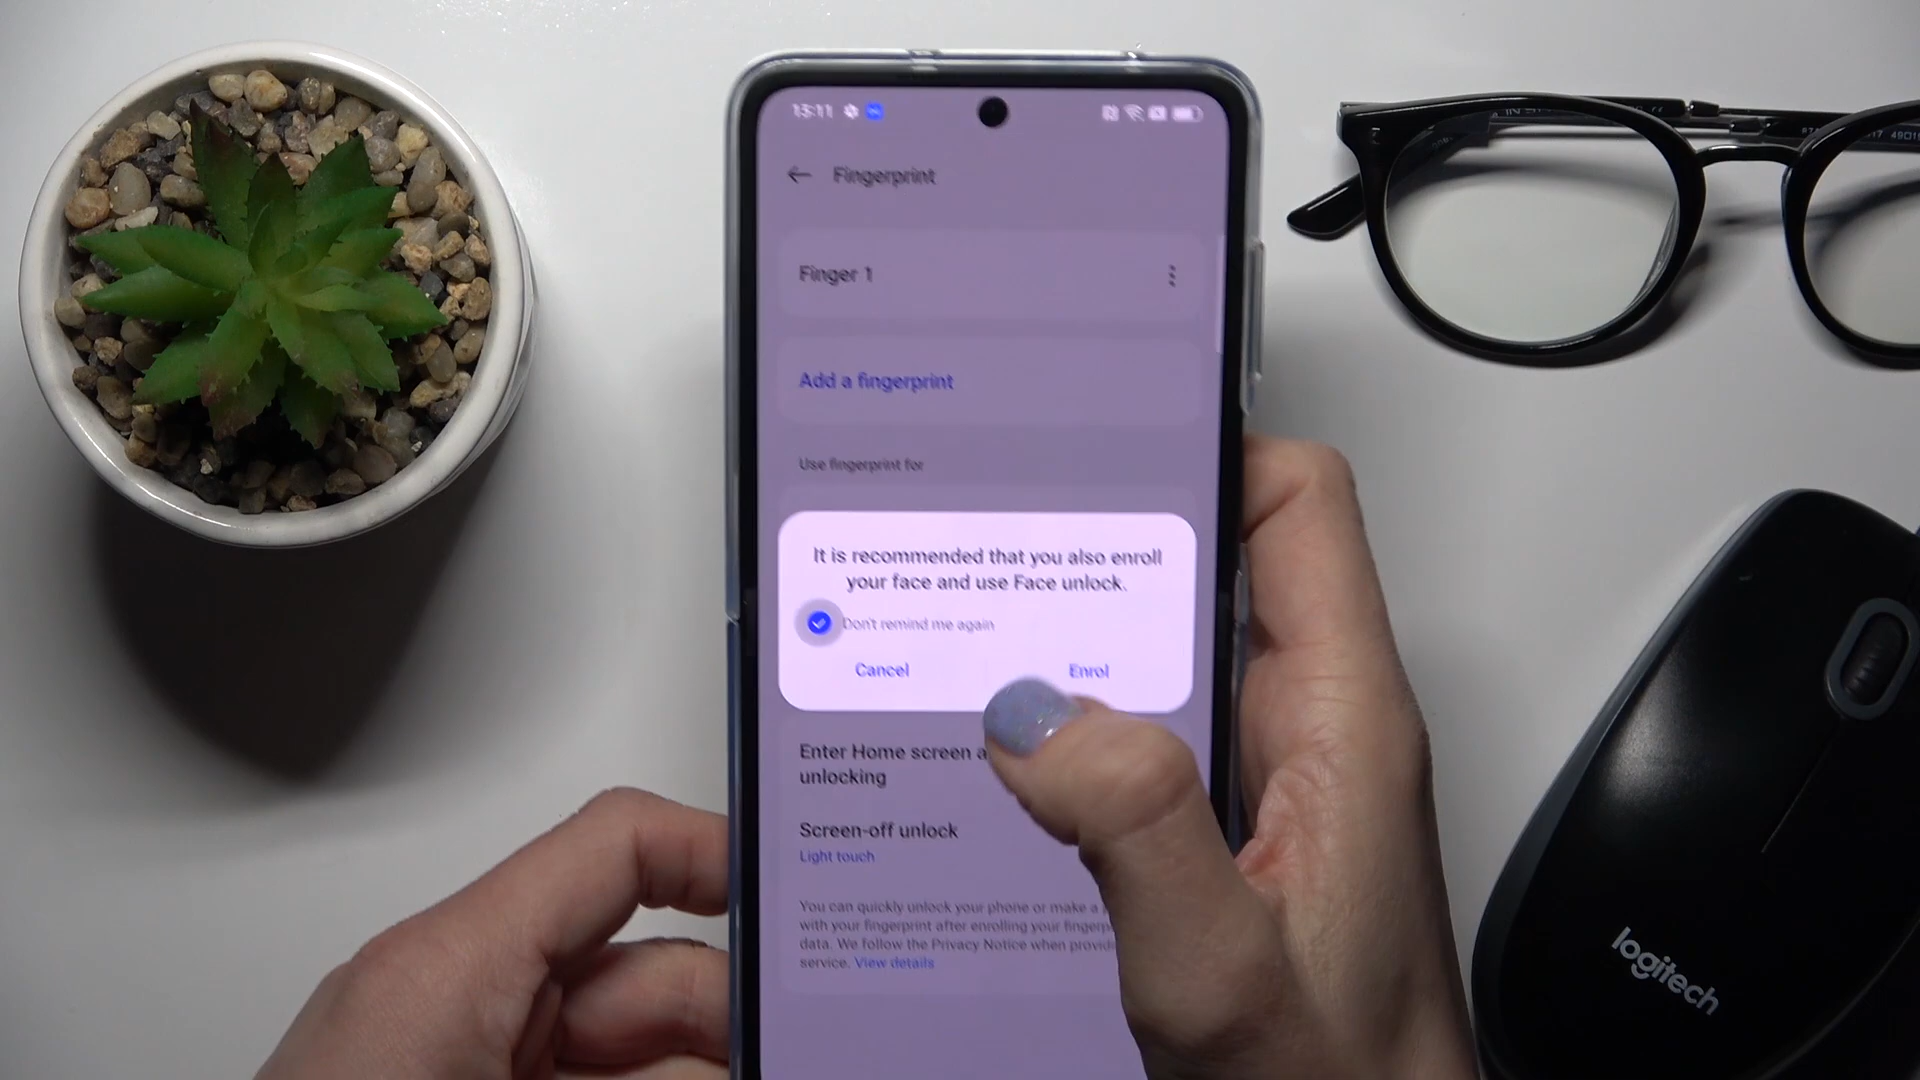 15:11
Fingerprint
Finger 1
Add a fingerprint
Use fingerprint for
It is recommended that you also enroll
your face and use Face unlock.
Don't remind me again
Cancel Enrol
Enter Home screen a
unlocking
Screen-off unlock
Light touch
You can quickly unlock your phone or make a
with your fingerprint after enrolling your fingerp
data. We follow the Privacy Notice when provid
service. View details
logitech